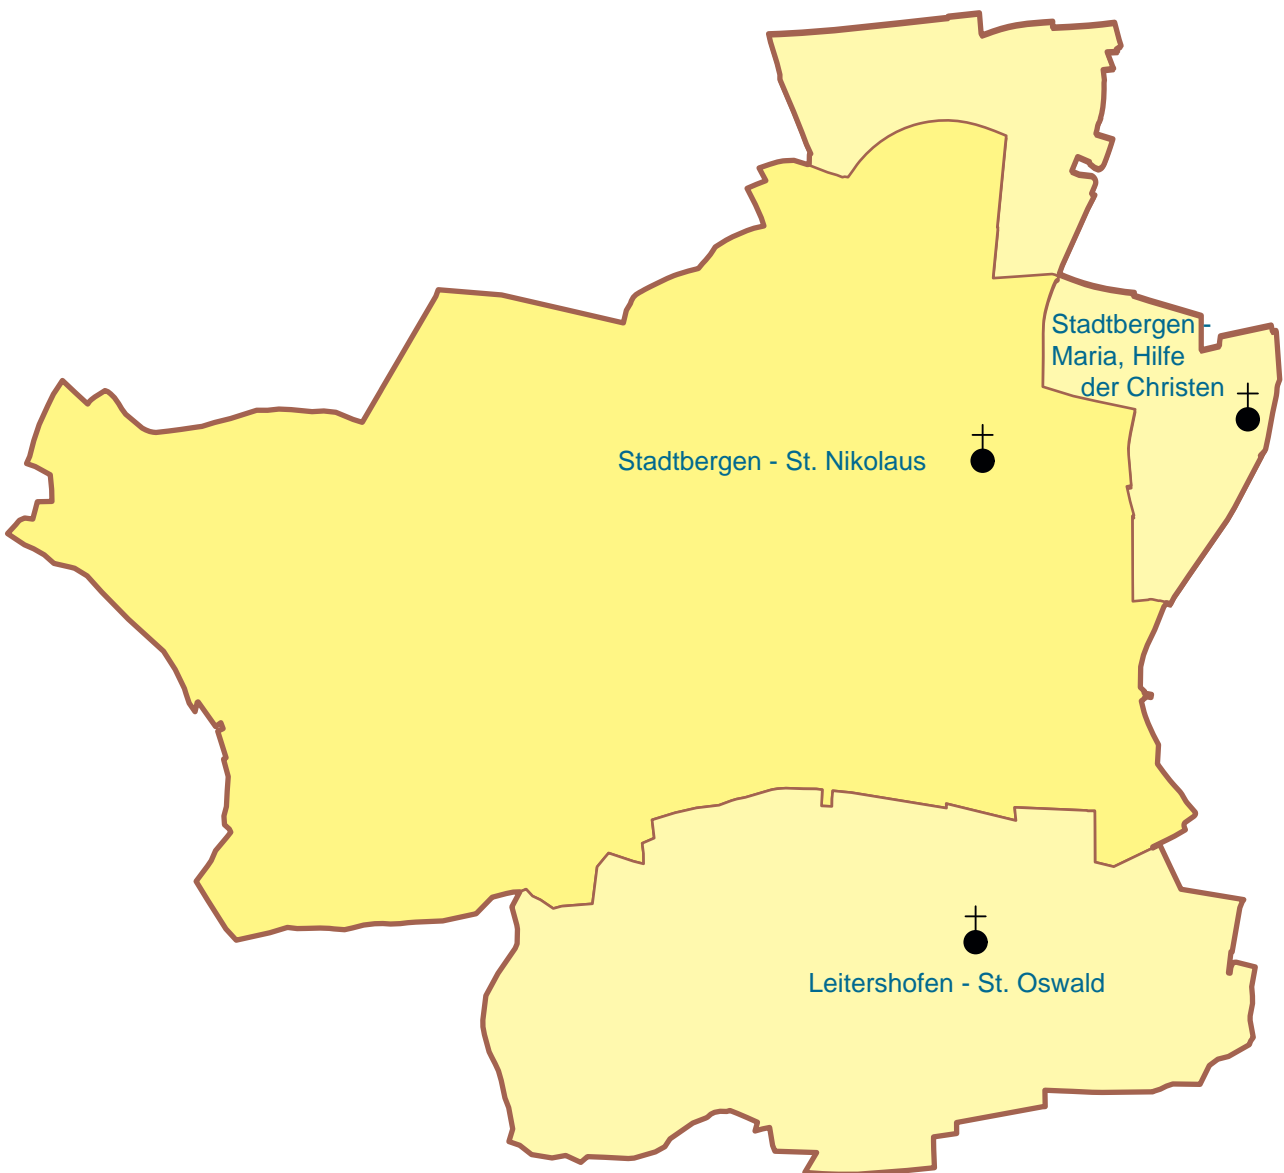 Stadtbergen -
Maria, Hilfe
der Christen
Stadtbergen - St. Nikolaus
Leitershofen - St. Oswald